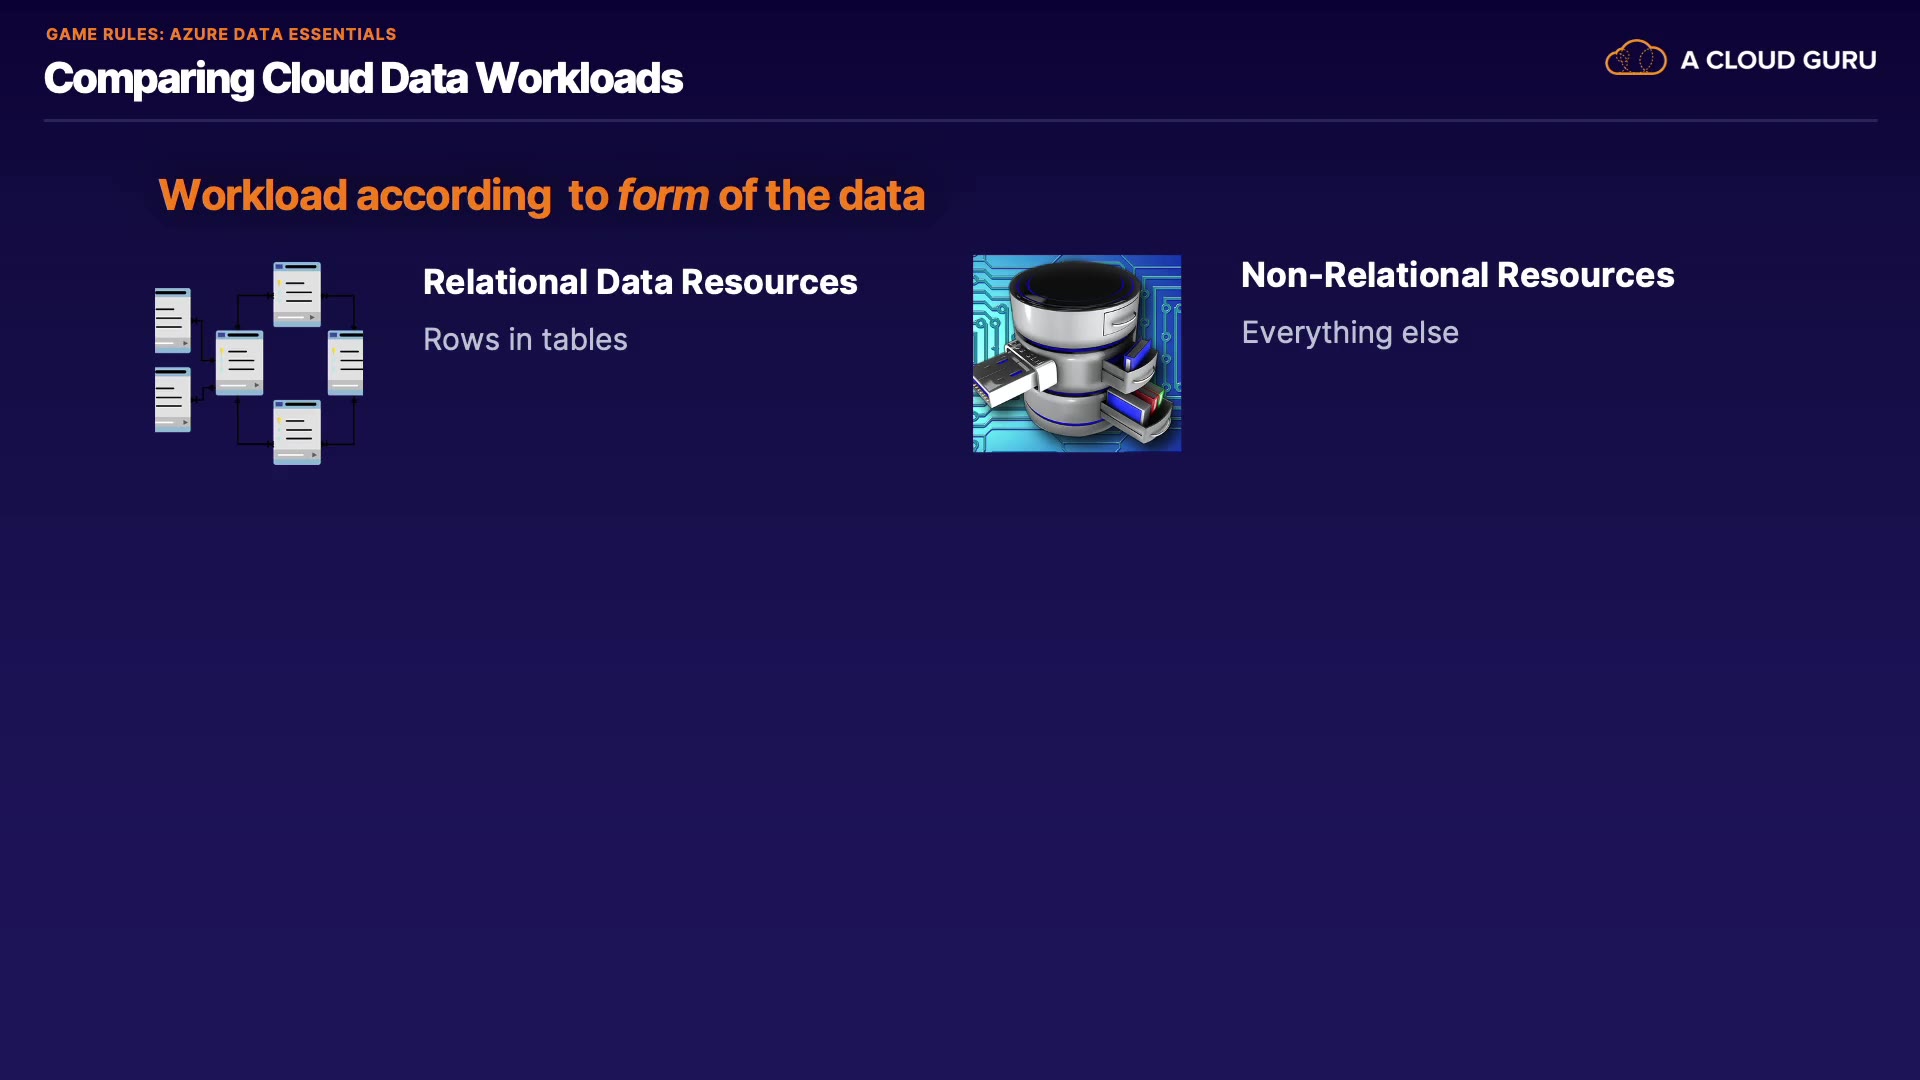 GAME RULES: AZURE DATA ESSENTIALS
Comparing Cloud Data Workloads
A CLOUD GURU
Workload according to form of the data
Relational Data Resources
Rows in tables
Non-Relational Resources
Everything else